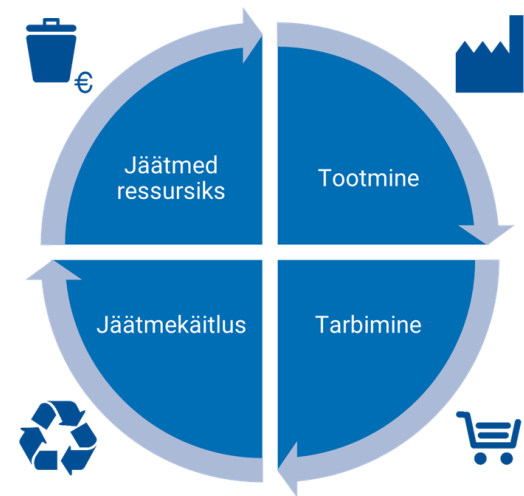 €
Jäätmed
ressursiks
Tootmine
Jäätmekäitlus
Tarbimine